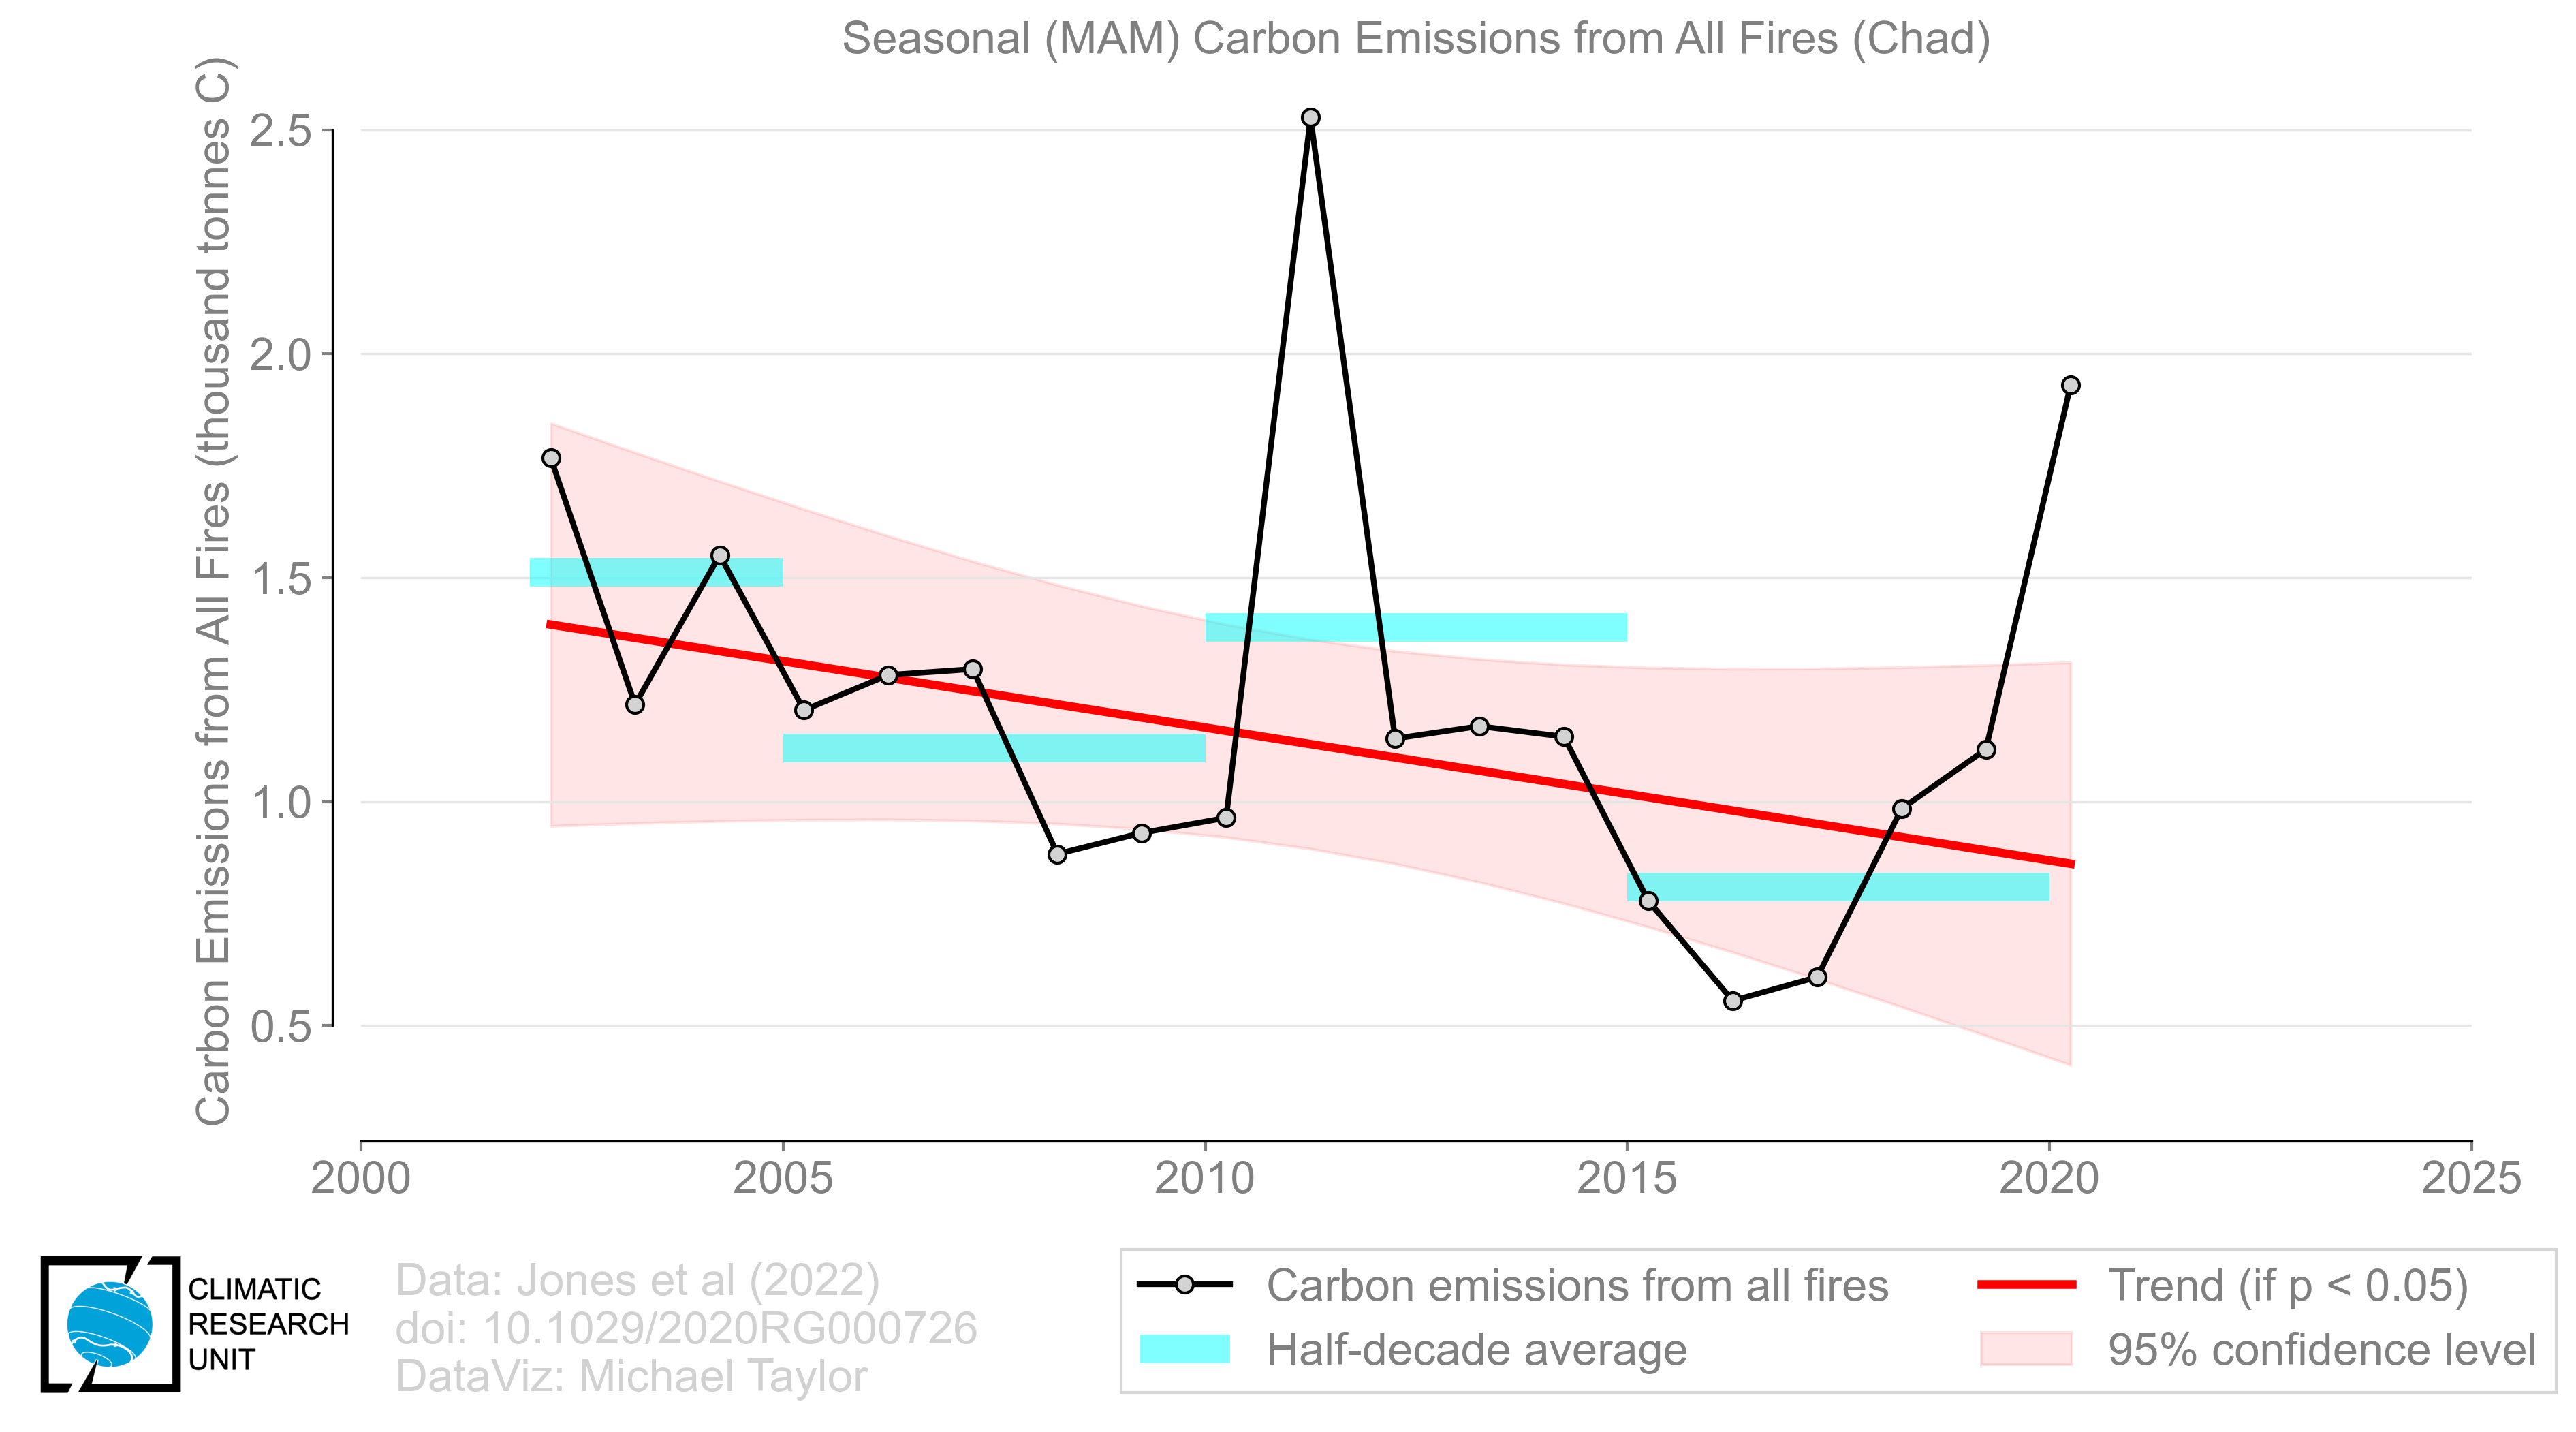 Seasonal (MAM) Carbon Emissions from All Fires (Chad)
Carbon Emissions from All Fires (thousand tonnes C)
2.5
2.0
1.5
1.0
0.5
2000
2005
2010
2015
2020
2025
CLIMATIC
RESEARCH
UNIT
Data: Jones et al (2022)
doi: 10.1029/2020RG000726
DataViz: Michael Taylor
Carbon emissions from all fires
Half-decade average
Trend (if p < 0.05)
95% confidence level